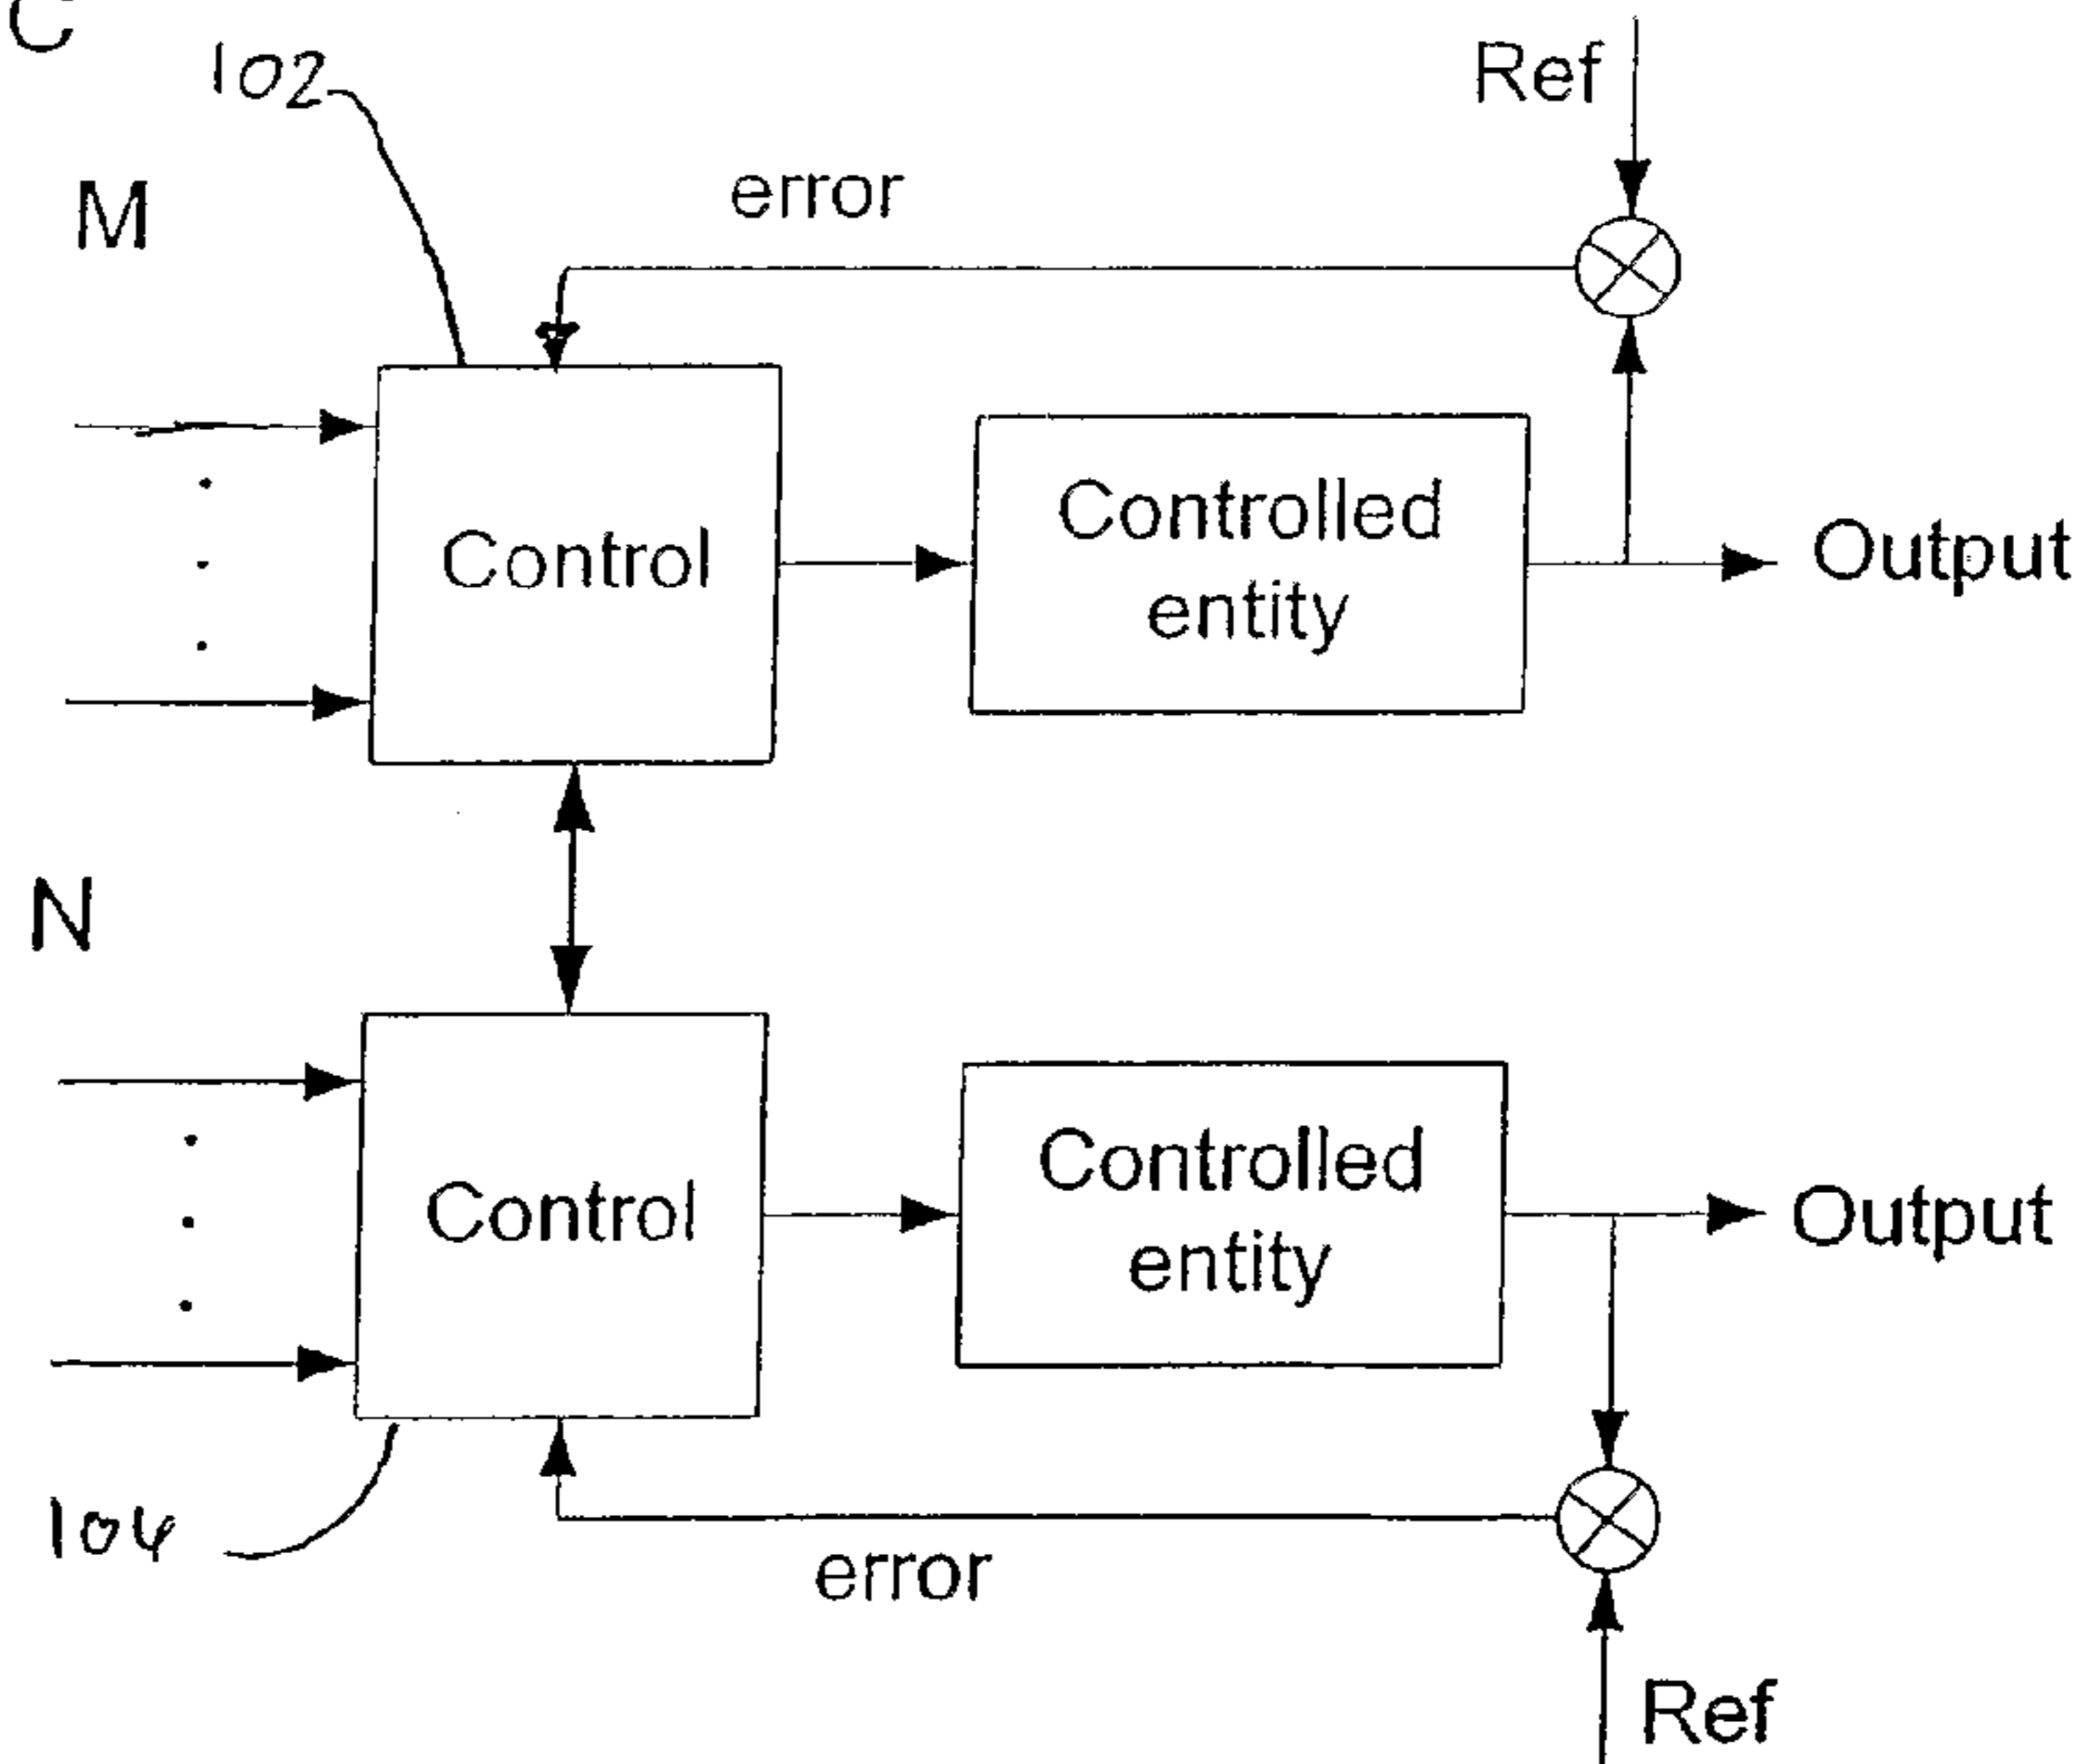 C
102
Ref
M
error
Control
Controlled
entity
Output
N
Control
Controlled
entity
Output
104
error
Ref